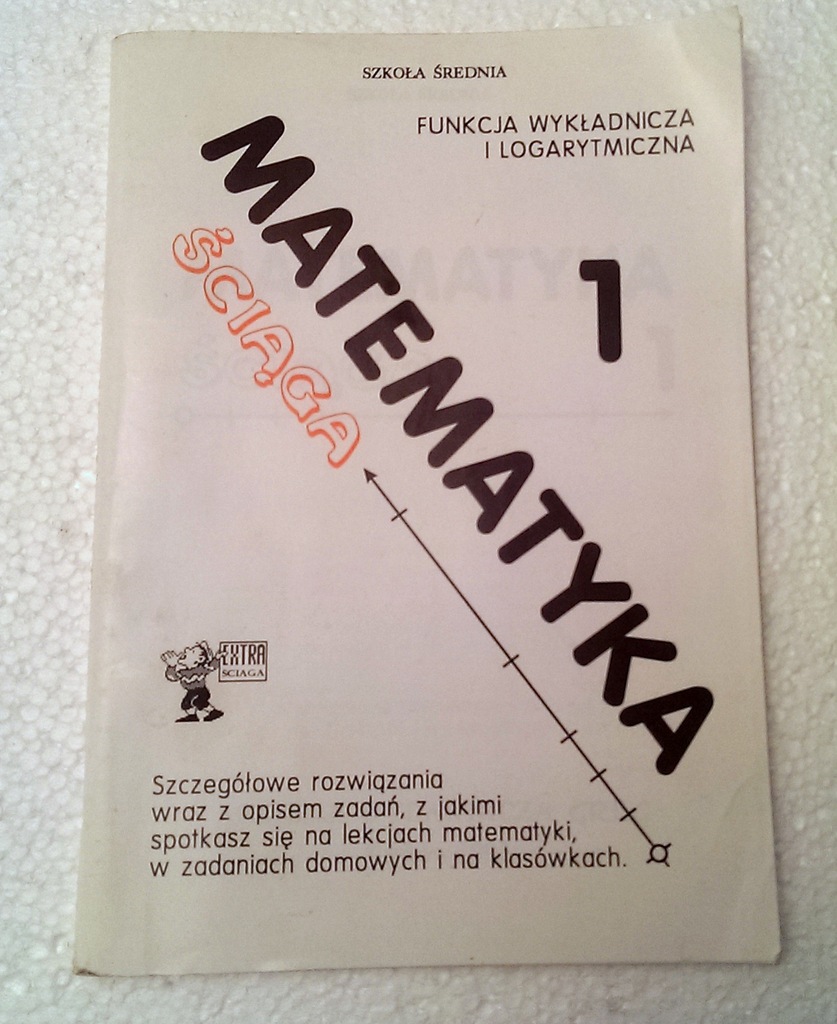 SZKOŁA ŚREDNIA
FUNKCJA WYKŁADNICZA
I LOGARYTMICZNA
MATEMATYKA
ŚCIĄGA
1
EXTRA
ŚCIĄGA
Szczegółowe rozwiązania
wraz z opisem zadań, z jakimi
spotkasz się na lekcjach matematyki,
w zadaniach domowych i na klasówkach.